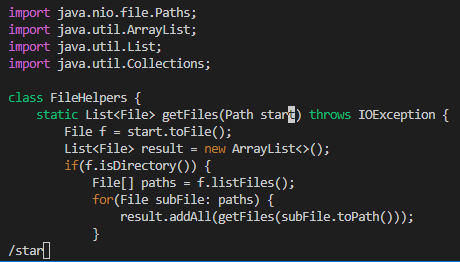 import java.nio.file.Paths;
import java.util.ArrayList;
import java.util.List;
import java.util.Collections;

class FileHelpers {
    static List<File> getFiles(Path start) throws IOException {
        File f = start.toFile();
        List<File> result = new ArrayList<>();
        if(f.isDirectory()) {
            File[] paths = f.listFiles();
            for(File subFile: paths) {
                result.addAll(getFiles(subFile.toPath()));
            }
/star